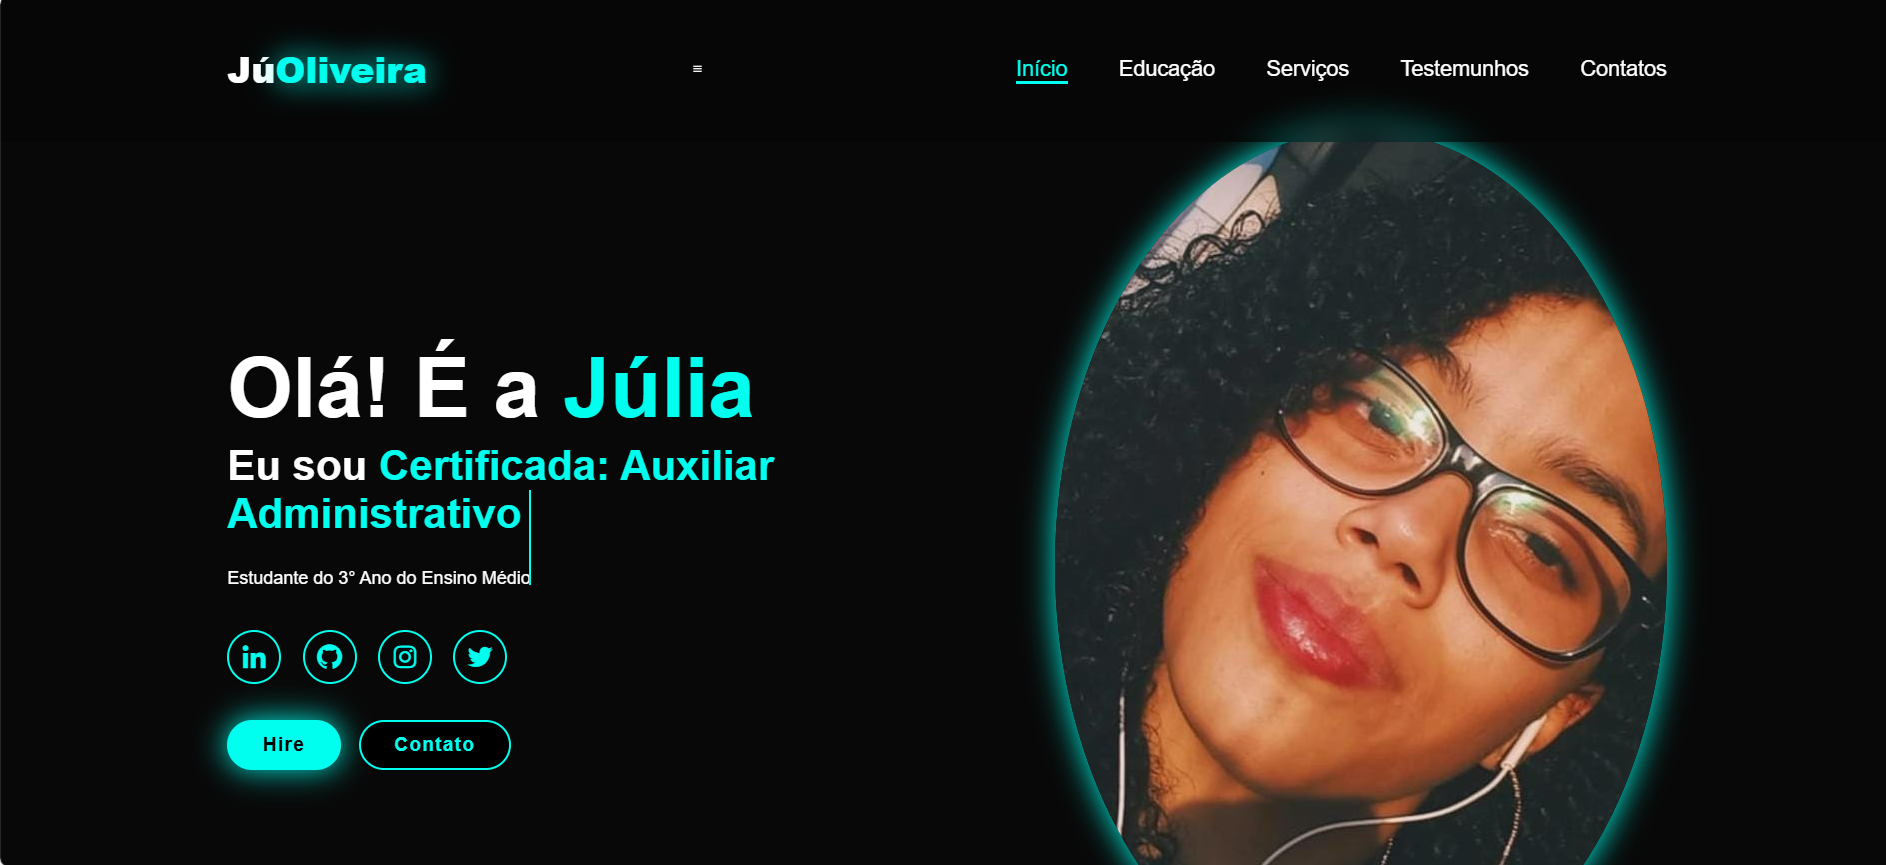 JúOliveira
Início Educação Serviços Testemunhos Contatos
Olá! É a Júlia
Eu sou Certificada: Auxiliar
Administrativo
Estudante do 3° Ano do Ensino Médio
Hire Contato